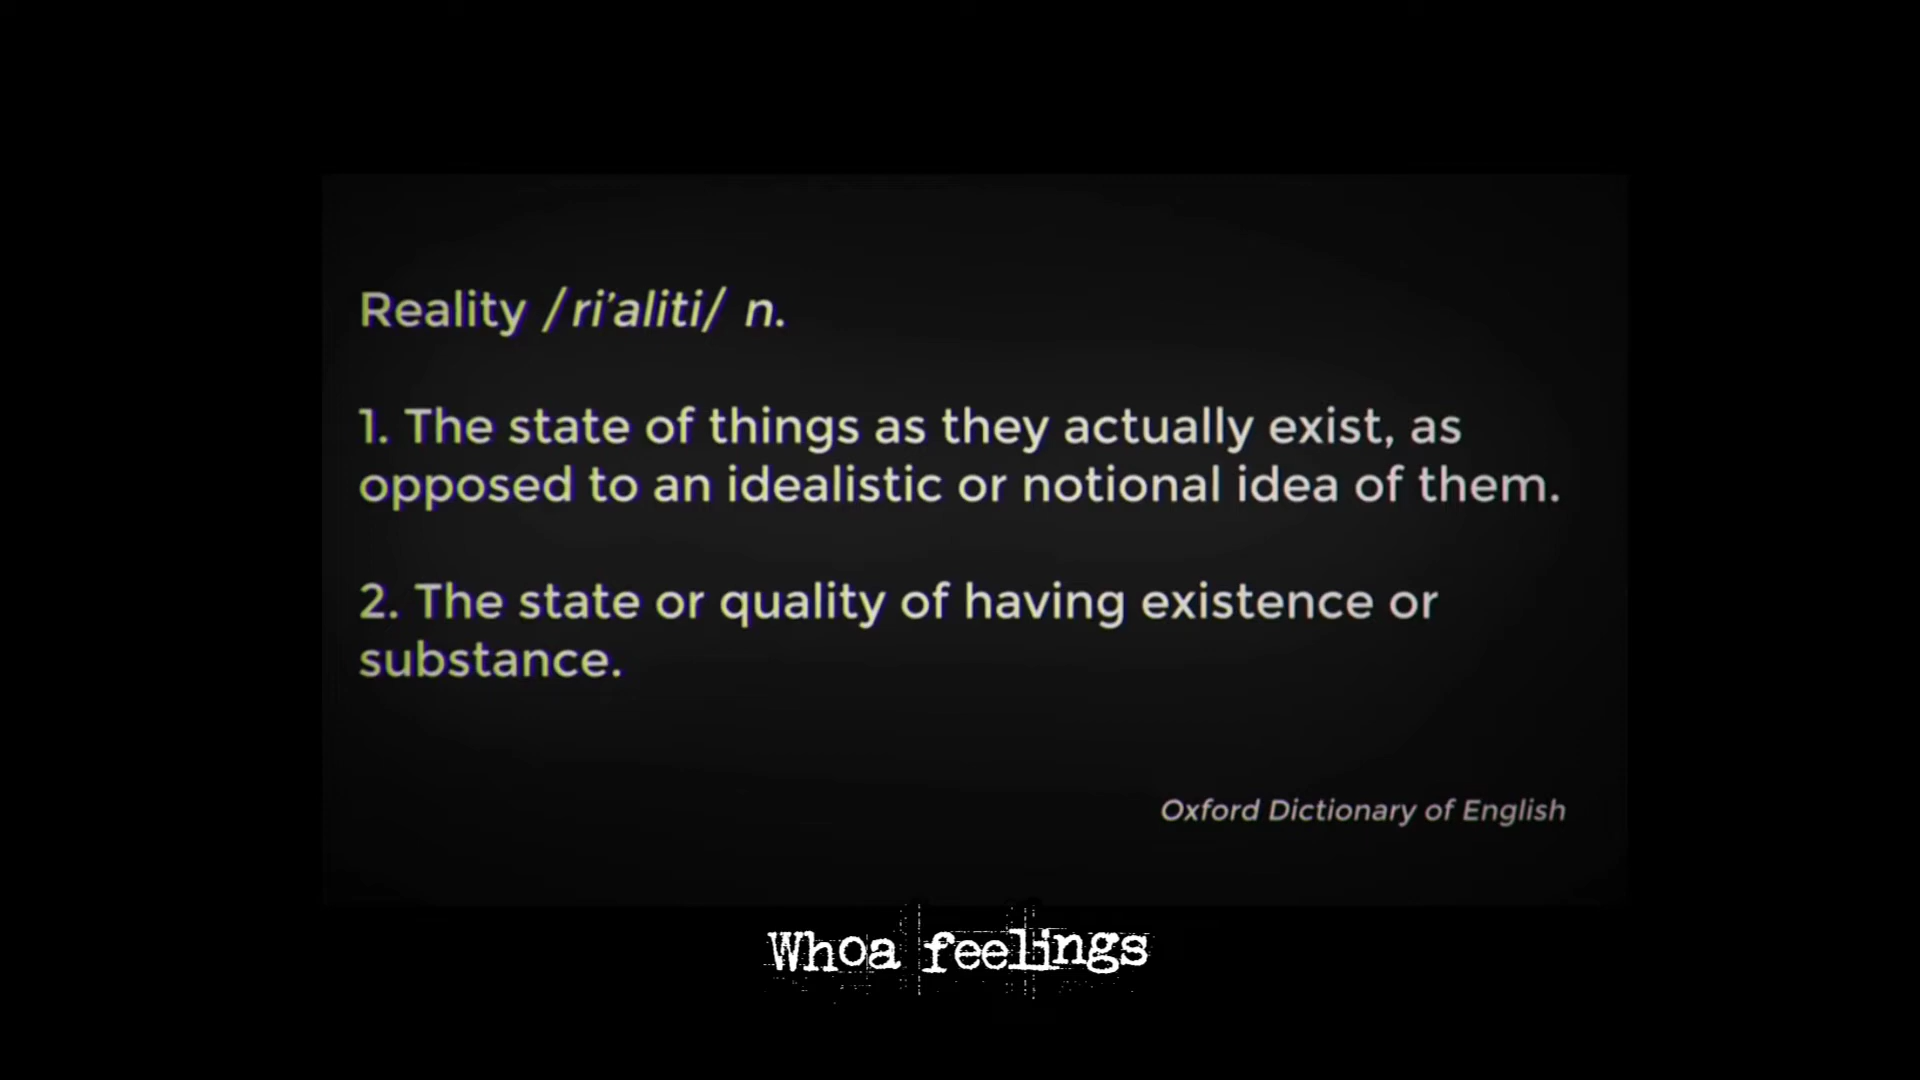 Reality /ri’aliti/ n.
1. The state of things as they actually exist, as
opposed to an idealistic or notional idea of them.
2. The state or quality of having existence or
substance.
Oxford Dictionary of English
Whoa feelings